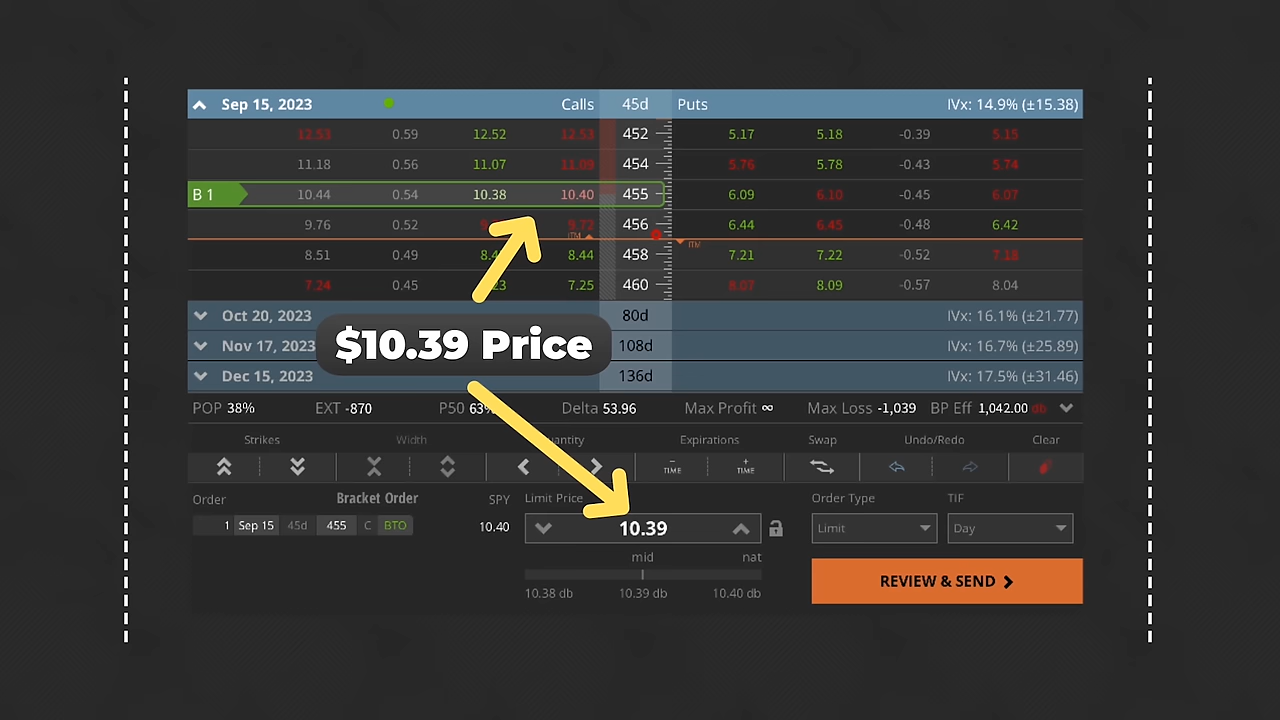 Sep 15, 2023 Calls 45d Puts IVx: 14.9% (±15.38)
12.53 0.59 12.52 12.53 452 5.17 5.18 -0.39 5.15
11.18 0.56 11.07 11.09 454 5.76 5.78 -0.43 5.74
B 1 10.44 0.54 10.38 10.40 455 6.09 6.10 -0.45 6.07
9.76 0.52 9.72 456 6.44 6.45 -0.48 6.42
ITM ITM
8.51 0.49 8.44 458 7.21 7.22 -0.52 7.18
7.24 0.45 7.25 460 8.07 8.09 -0.57 8.04
Oct 20, 2023 80d IVx: 16.1% (±21.77)
$10.39 Price
Nov 17, 2023 108d IVx: 16.7% (±25.89)
Dec 15, 2023 136d IVx: 17.5% (±31.46)
POP 38% EXT -870 P50 63% Delta 53.96 Max Profit ∞ Max Loss -1,039 BP Eff 1,042.00 db
Strikes Width Expirations Swap Undo/Redo Clear
− TIME + TIME
Order Bracket Order SPY Limit Price Order Type TIF
1 Sep 15 45d 455 C BTO 10.40 10.39 Limit Day
mid nat
10.38 db 10.39 db 10.40 db
REVIEW & SEND